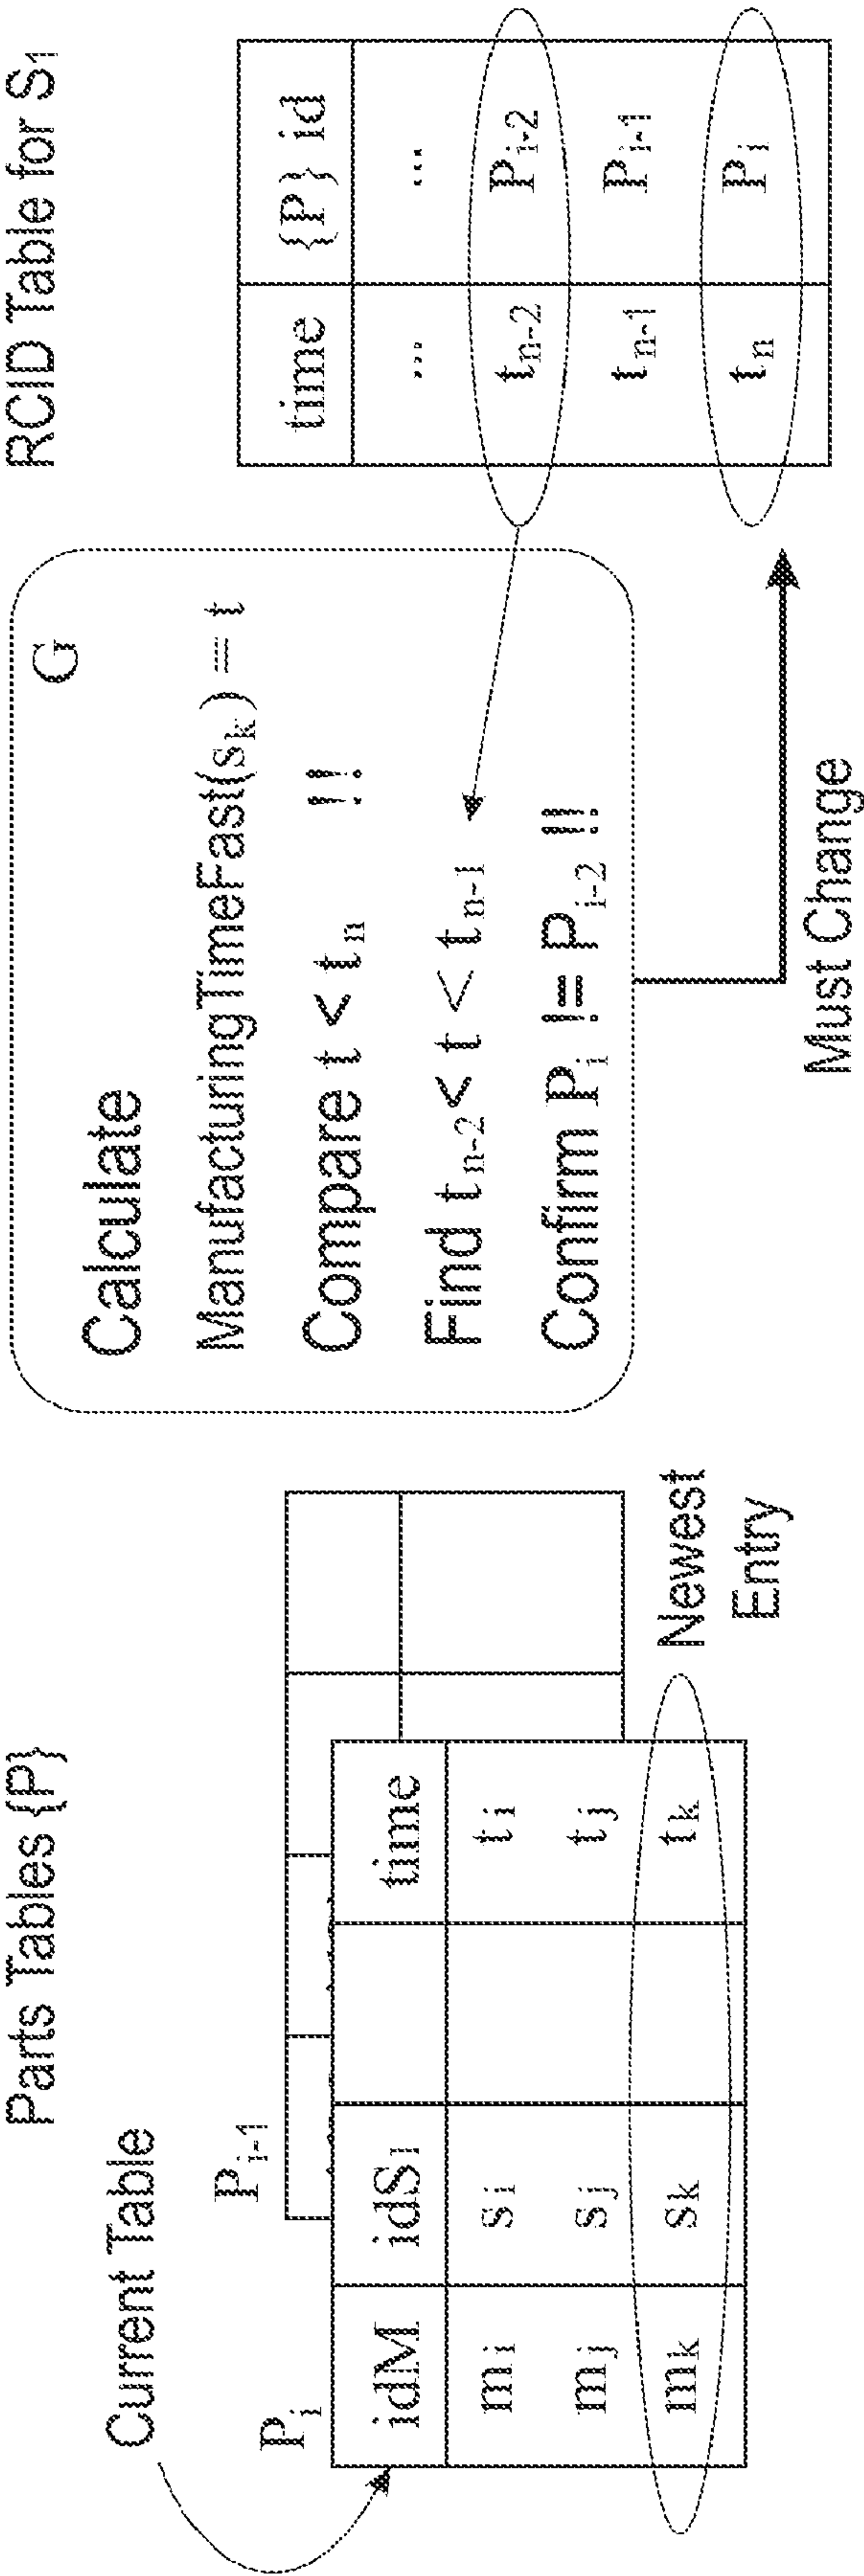 Parts Tables {P}
Current Table
P_i
P_{i-1}
idM idS_1 time
m_i s_i t_i
m_j s_j t_j
m_k s_k t_k
Newest
Entry
G
Calculate
ManufacturingTimeFast(s_k) = t
Compare t < t_n !!
Find t_{n-2} < t < t_{n-1}
Confirm P_i != P_{i-2} !!
Must Change
RCID Table for S_1
time {P} id
... ...
t_{n-2} P_{i-2}
t_{n-1} P_{i-1}
t_n P_i